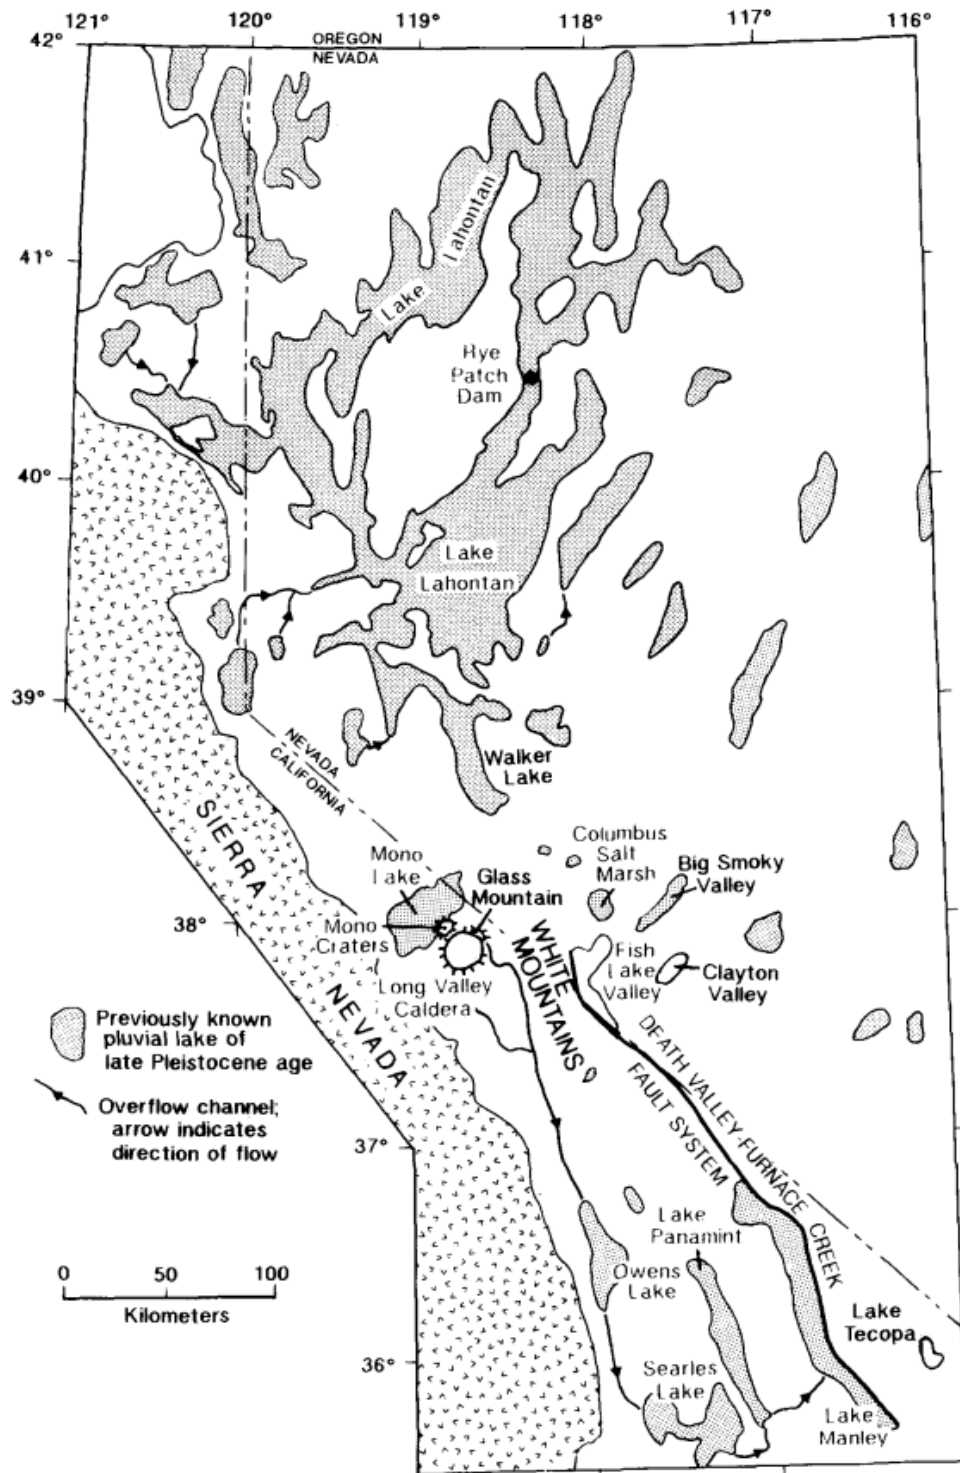 121°
120°
119°
118°
117°
116°
42°
OREGON
NEVADA
41°
Lake
Lahontan
Rye
Patch
Dam
40°
Lake
Lahontan
39°
NEVADA
CALIFORNIA
Walker
Lake
SIERRA
NEVADA
Columbus
Salt
Marsh
Mono
Lake
Glass
Mountain
Big Smoky
Valley
38°
Mono
Craters
WHITE
MOUNTAINS
Fish
Lake
Valley
Clayton
Valley
Long Valley
Caldera
Previously known
pluvial lake of
late Pleistocene age
DEATH VALLEY-FURNACE CREEK
FAULT SYSTEM
Overflow channel;
arrow indicates
direction of flow
37°
Lake
Panamint
0 50 100
Kilometers
Owens
Lake
Lake
Tecopa
36°
Searles
Lake
Lake
Manley